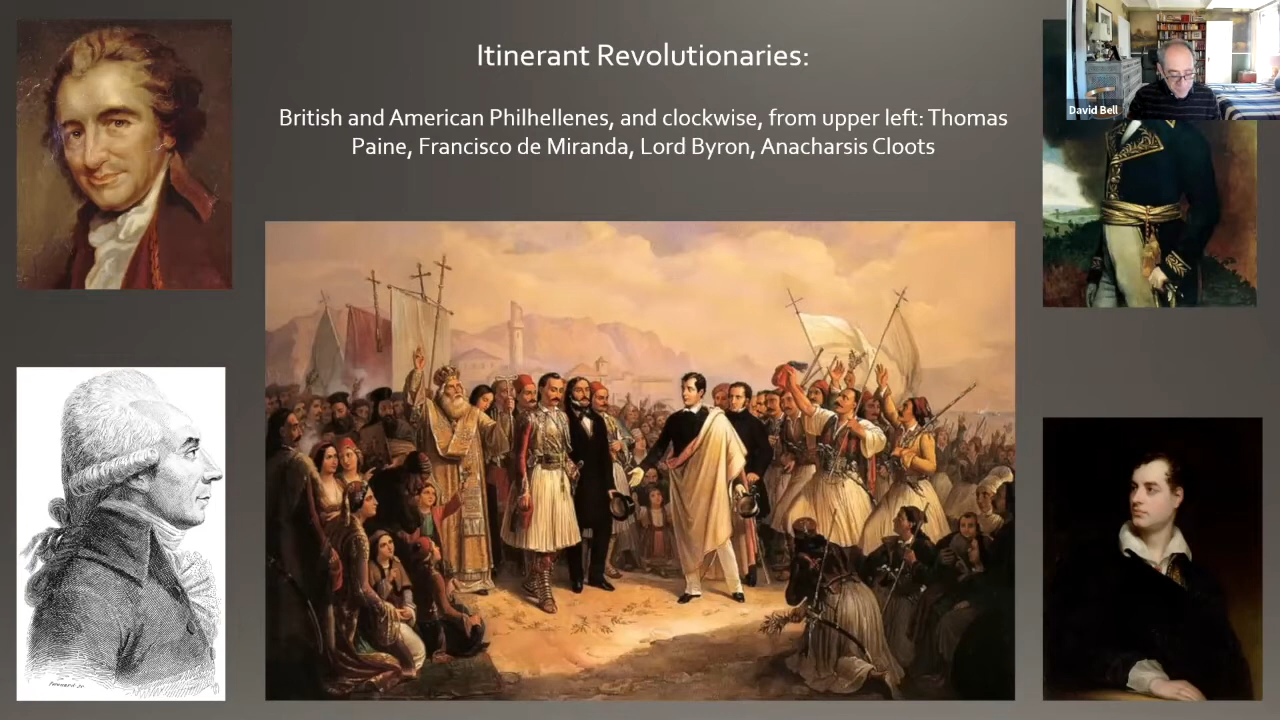 Itinerant Revolutionaries:
British and American Philhellenes, and clockwise, from upper left: Thomas
Paine, Francisco de Miranda, Lord Byron, Anacharsis Cloots
David Bell